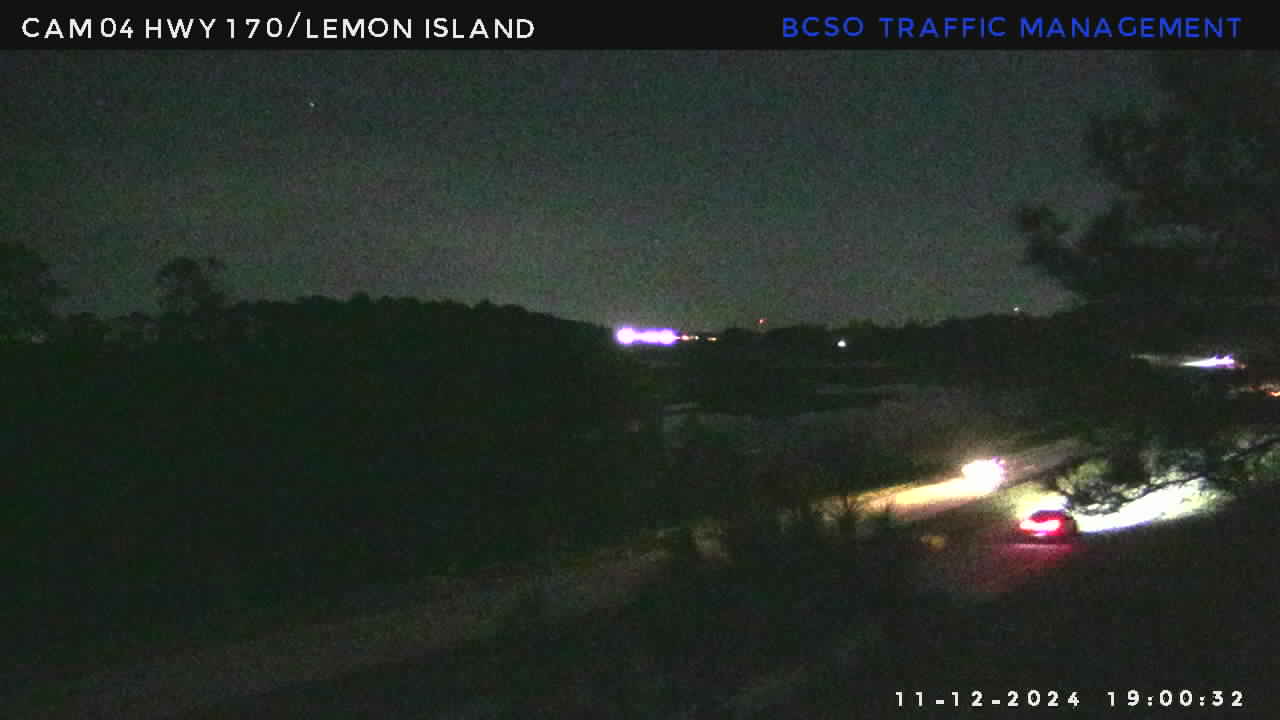 CAM04 HWY 170/LEMON ISLAND
BCSO TRAFFIC MANAGEMENT
11-12-2024 19:00:32